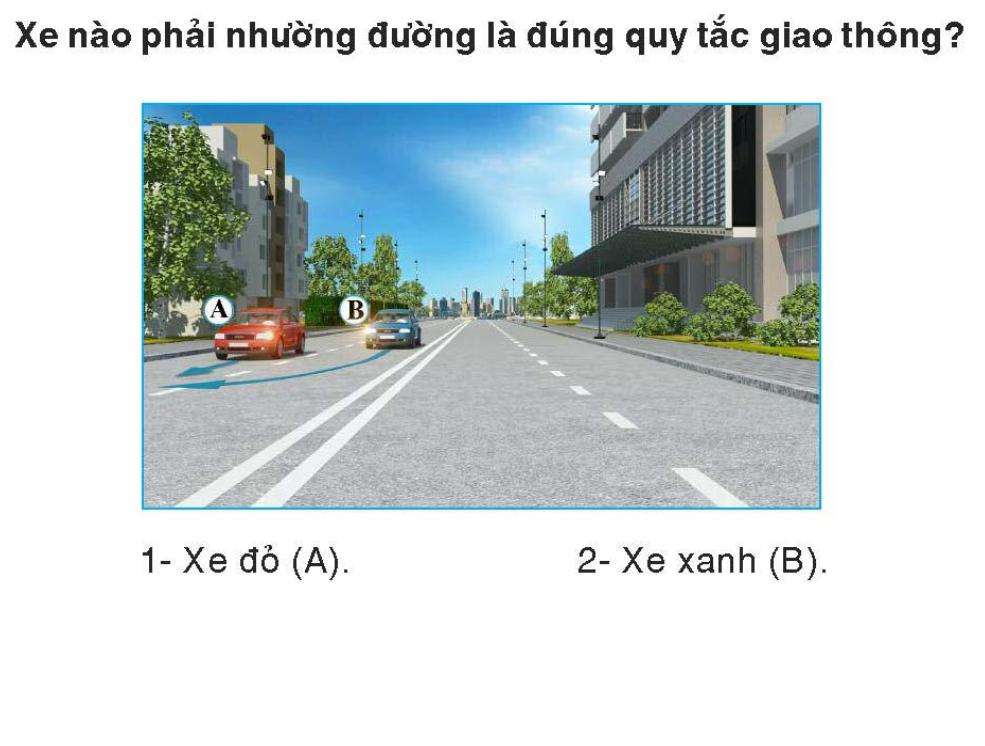 Xe nào phải nhường đường là đúng quy tắc giao thông?
A
B
1- Xe đỏ (A).
2- Xe xanh (B).